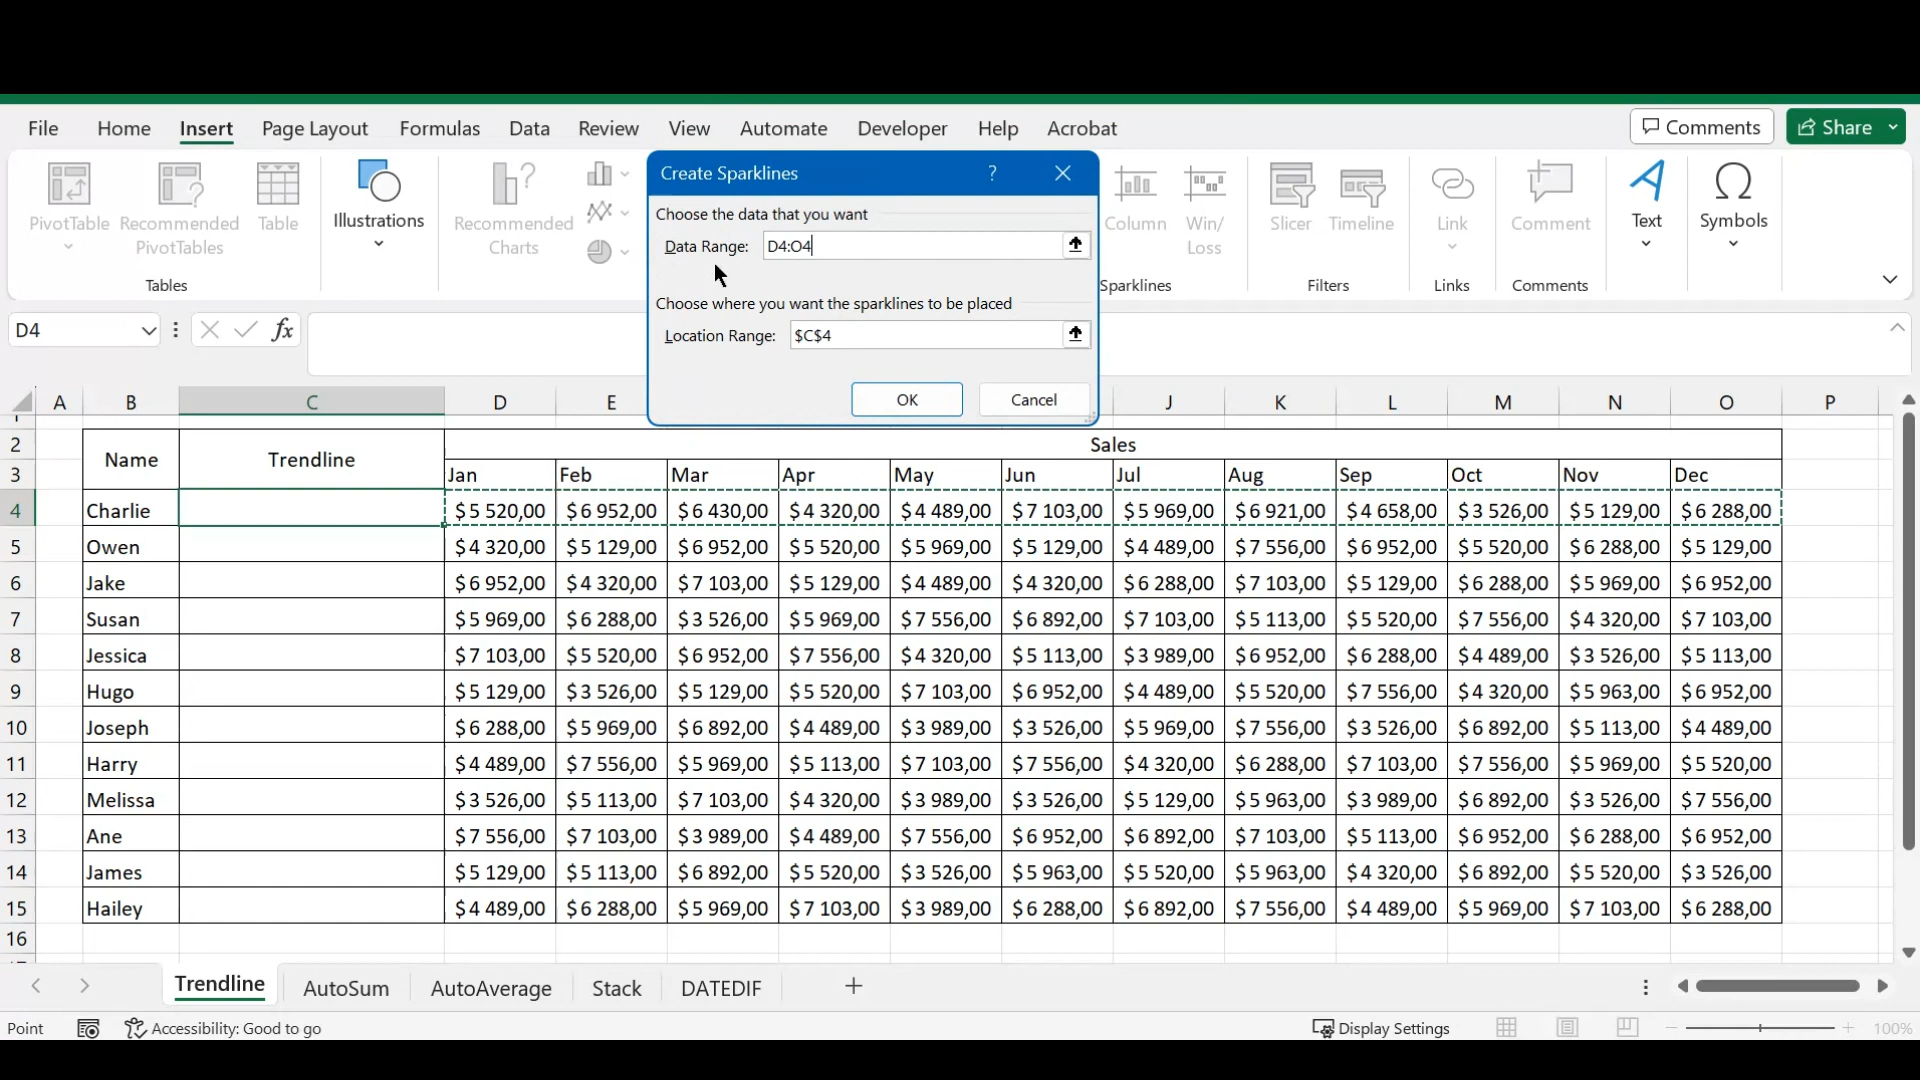 File Home Insert Page Layout Formulas Data Review View Automate Developer Help Acrobat Comments Share
PivotTable Recommended PivotTables Table Illustrations Recommended Charts Column Win/ Loss Slicer Timeline Link Comment Text Symbols
Tables Sparklines Filters Links Comments
Create Sparklines ?
Choose the data that you want
Data Range: D4:O4
Choose where you want the sparklines to be placed
Location Range: $C$4
OK Cancel
D4 fx
A B C D E J K L M N O P
1
2 Name Trendline Sales
3 Jan Feb Mar Apr May Jun Jul Aug Sep Oct Nov Dec
4 Charlie $5 520,00 $6 952,00 $6 430,00 $4 320,00 $4 489,00 $7 103,00 $5 969,00 $6 921,00 $4 658,00 $3 526,00 $5 129,00 $6 288,00
5 Owen $4 320,00 $5 129,00 $6 952,00 $5 520,00 $5 969,00 $5 129,00 $4 489,00 $7 556,00 $6 952,00 $5 520,00 $6 288,00 $5 129,00
6 Jake $6 952,00 $4 320,00 $7 103,00 $5 129,00 $4 489,00 $4 320,00 $6 288,00 $7 103,00 $5 129,00 $6 288,00 $5 969,00 $6 952,00
7 Susan $5 969,00 $6 288,00 $3 526,00 $5 969,00 $7 556,00 $6 892,00 $7 103,00 $5 113,00 $5 520,00 $7 556,00 $4 320,00 $7 103,00
8 Jessica $7 103,00 $5 520,00 $6 952,00 $7 556,00 $4 320,00 $5 113,00 $3 989,00 $6 952,00 $6 288,00 $4 489,00 $3 526,00 $5 113,00
9 Hugo $5 129,00 $3 526,00 $5 129,00 $5 520,00 $7 103,00 $6 952,00 $4 489,00 $5 520,00 $7 556,00 $4 320,00 $5 963,00 $6 952,00
10 Joseph $6 288,00 $5 969,00 $6 892,00 $4 489,00 $3 989,00 $3 526,00 $5 969,00 $7 556,00 $3 526,00 $6 892,00 $5 113,00 $4 489,00
11 Harry $4 489,00 $7 556,00 $5 969,00 $5 113,00 $7 103,00 $7 556,00 $4 320,00 $6 288,00 $7 103,00 $7 556,00 $5 969,00 $5 520,00
12 Melissa $3 526,00 $5 113,00 $7 103,00 $4 320,00 $3 989,00 $3 526,00 $5 129,00 $5 963,00 $3 989,00 $6 892,00 $3 526,00 $7 556,00
13 Ane $7 556,00 $7 103,00 $3 989,00 $4 489,00 $7 556,00 $6 952,00 $6 892,00 $7 103,00 $5 113,00 $6 952,00 $6 288,00 $6 952,00
14 James $5 129,00 $5 113,00 $6 892,00 $5 520,00 $3 526,00 $5 963,00 $5 520,00 $5 963,00 $4 320,00 $6 892,00 $5 520,00 $3 526,00
15 Hailey $4 489,00 $6 288,00 $5 969,00 $7 103,00 $3 989,00 $6 288,00 $6 892,00 $7 556,00 $4 489,00 $5 969,00 $7 103,00 $6 288,00
16
Trendline AutoSum AutoAverage Stack DATEDIF
Point Accessibility: Good to go Display Settings 100%